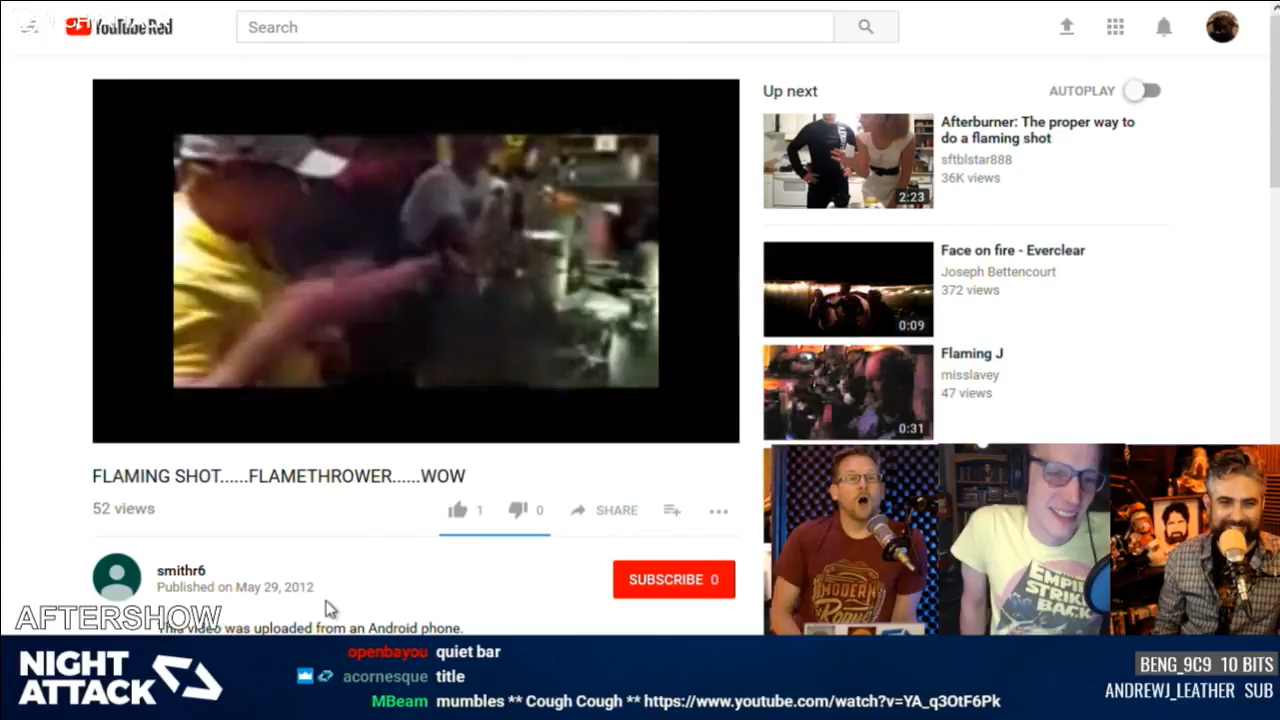 YouTube Red
Search
Up next
AUTOPLAY
Afterburner: The proper way to
do a flaming shot
sftblstar888
36K views
2:23
Face on fire - Everclear
Joseph Bettencourt
372 views
0:09
Flaming J
misslavey
47 views
0:31
FLAMING SHOT......FLAMETHROWER......WOW
52 views
1
0
SHARE
smithr6
Published on May 29, 2012
SUBSCRIBE 0
This video was uploaded from an Android phone.
AFTERSHOW
MODERN
Rogue
EMPIRE
STRIKES
BACK
NIGHT
ATTACK
openbayou quiet bar
acornesque title
MBeam mumbles ** Cough Cough ** https://www.youtube.com/watch?v=YA_q3OtF6Pk
BENG_9C9 10 BITS
ANDREWJ_LEATHER SUB